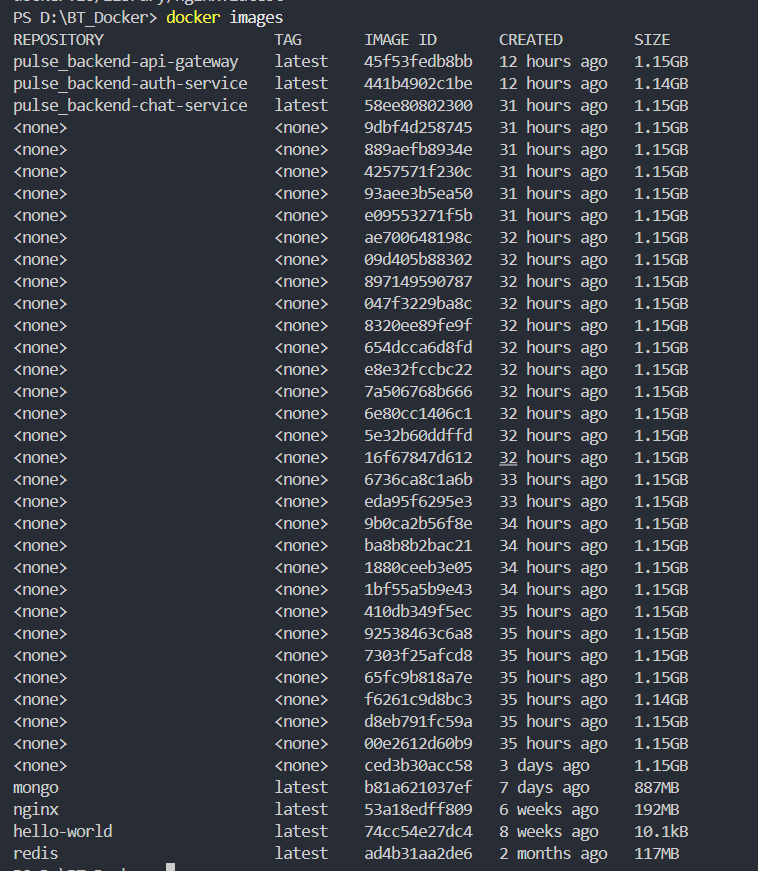 PS D:\BT_Docker> docker images
REPOSITORY TAG IMAGE ID CREATED SIZE
pulse_backend-api-gateway latest 45f53fedb8bb 12 hours ago 1.15GB
pulse_backend-auth-service latest 441b4902c1be 12 hours ago 1.14GB
pulse_backend-chat-service latest 58ee80802300 31 hours ago 1.15GB
<none> <none> 9dbf4d258745 31 hours ago 1.15GB
<none> <none> 889aefb8934e 31 hours ago 1.15GB
<none> <none> 4257571f230c 31 hours ago 1.15GB
<none> <none> 93aee3b5ea50 31 hours ago 1.15GB
<none> <none> e09553271f5b 31 hours ago 1.15GB
<none> <none> ae700648198c 32 hours ago 1.15GB
<none> <none> 09d405b88302 32 hours ago 1.15GB
<none> <none> 897149590787 32 hours ago 1.15GB
<none> <none> 047f3229ba8c 32 hours ago 1.15GB
<none> <none> 8320ee89fe9f 32 hours ago 1.15GB
<none> <none> 654dcca6d8fd 32 hours ago 1.15GB
<none> <none> e8e32fccbc22 32 hours ago 1.15GB
<none> <none> 7a506768b666 32 hours ago 1.15GB
<none> <none> 6e80cc1406c1 32 hours ago 1.15GB
<none> <none> 5e32b60ddffd 32 hours ago 1.15GB
<none> <none> 16f67847d612 32 hours ago 1.15GB
<none> <none> 6736ca8c1a6b 33 hours ago 1.15GB
<none> <none> eda95f6295e3 33 hours ago 1.15GB
<none> <none> 9b0ca2b56f8e 34 hours ago 1.15GB
<none> <none> ba8b8b2bac21 34 hours ago 1.15GB
<none> <none> 1880ceeb3e05 34 hours ago 1.15GB
<none> <none> 1bf55a5b9e43 34 hours ago 1.15GB
<none> <none> 410db349f5ec 35 hours ago 1.15GB
<none> <none> 92538463c6a8 35 hours ago 1.15GB
<none> <none> 7303f25afcd8 35 hours ago 1.15GB
<none> <none> 65fc9b818a7e 35 hours ago 1.15GB
<none> <none> f6261c9d8bc3 35 hours ago 1.14GB
<none> <none> d8eb791fc59a 35 hours ago 1.15GB
<none> <none> 00e2612d60b9 35 hours ago 1.15GB
<none> <none> ced3b30acc58 3 days ago 1.15GB
mongo latest b81a621037ef 7 days ago 887MB
nginx latest 53a18edff809 6 weeks ago 192MB
hello-world latest 74cc54e27dc4 8 weeks ago 10.1kB
redis latest ad4b31aa2de6 2 months ago 117MB